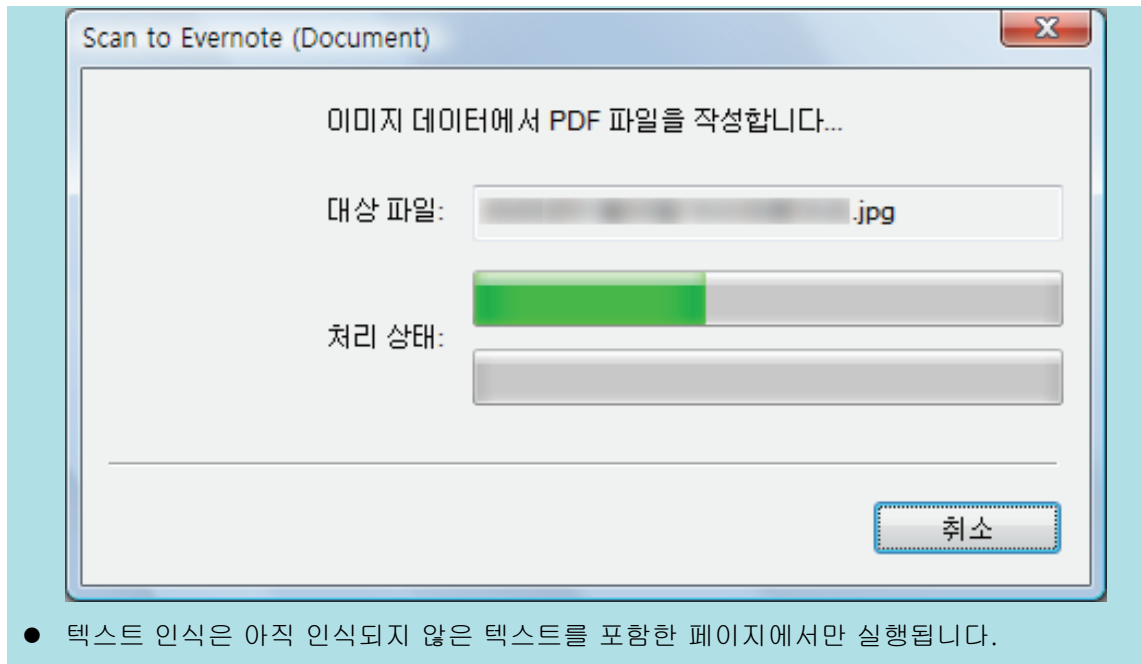 Scan to Evernote (Document)
이미지 데이터에서 PDF 파일을 작성합니다...
대상 파일: .jpg
처리 상태:
취소
● 텍스트 인식은 아직 인식되지 않은 텍스트를 포함한 페이지에서만 실행됩니다.